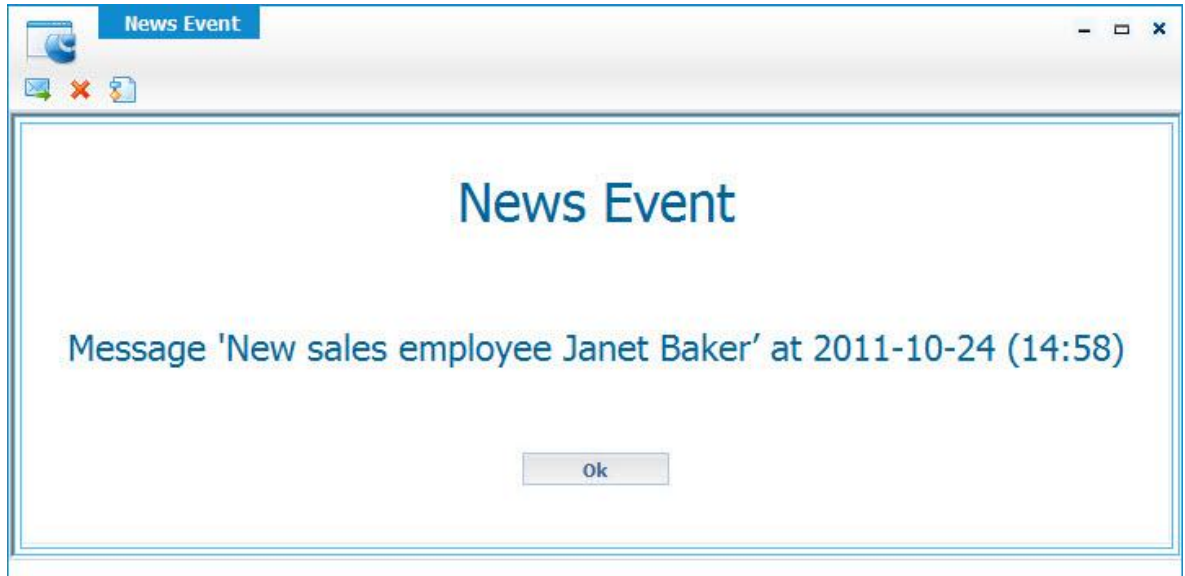 News Event
News Event
Message 'New sales employee Janet Baker’ at 2011-10-24 (14:58)
Ok